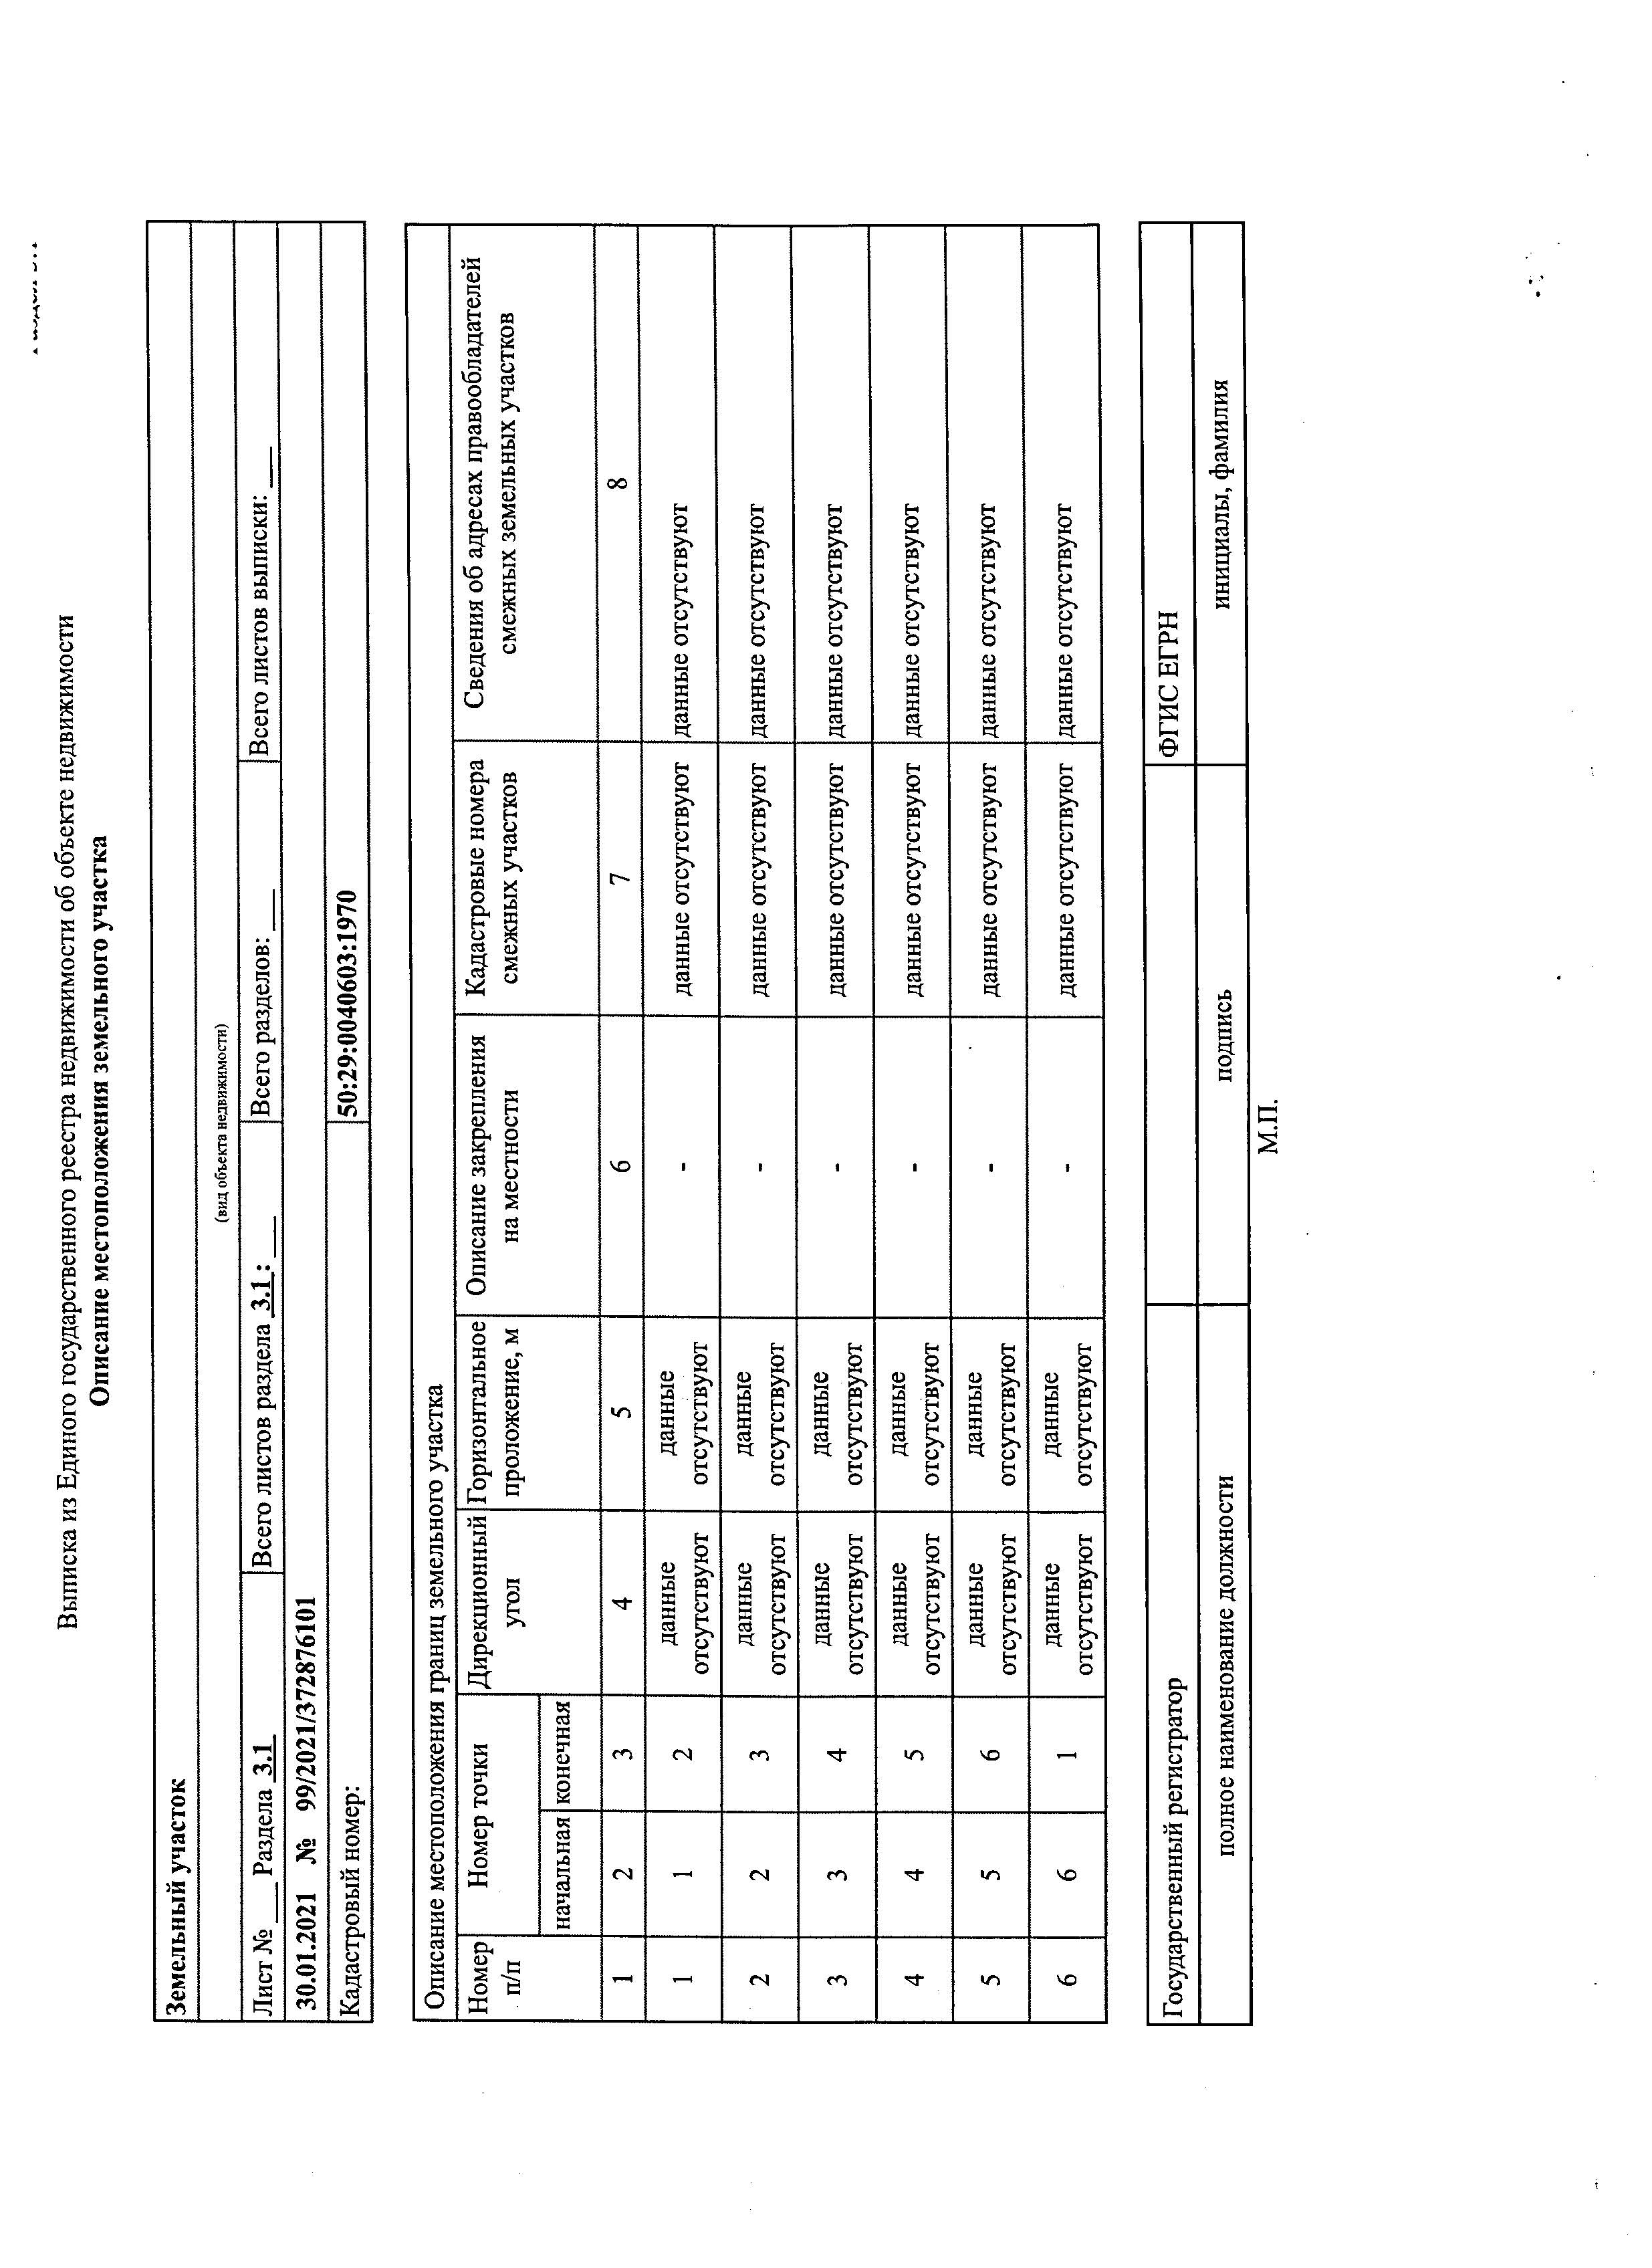 Выписка из Единого государственного реестра недвижимости об объекте недвижимости
Описание местоположения земельного участка
Земельный участок
(вид объекта недвижимости)
Лист № ___ Раздела 3.1 Всего листов раздела 3.1: ___ Всего разделов: ___ Всего листов выписки: ___
30.01.2021 № 99/2021/372876101
Кадастровый номер: 50:29:0040603:1970
Описание местоположения границ земельного участка
Номер п/п Номер точки Дирекционный угол Горизонтальное проложение, м Описание закрепления на местности Кадастровые номера смежных участков Сведения об адресах правообладателей смежных земельных участков
начальная конечная
1 2 3 4 5 6 7 8
1 1 2 данные отсутствуют данные отсутствуют - данные отсутствуют данные отсутствуют
2 2 3 данные отсутствуют данные отсутствуют - данные отсутствуют данные отсутствуют
3 3 4 данные отсутствуют данные отсутствуют - данные отсутствуют данные отсутствуют
4 4 5 данные отсутствуют данные отсутствуют - данные отсутствуют данные отсутствуют
5 5 6 данные отсутствуют данные отсутствуют - данные отсутствуют данные отсутствуют
6 6 1 данные отсутствуют данные отсутствуют - данные отсутствуют данные отсутствуют
Государственный регистратор ФГИС ЕГРН
полное наименование должности подпись инициалы, фамилия
М.П.